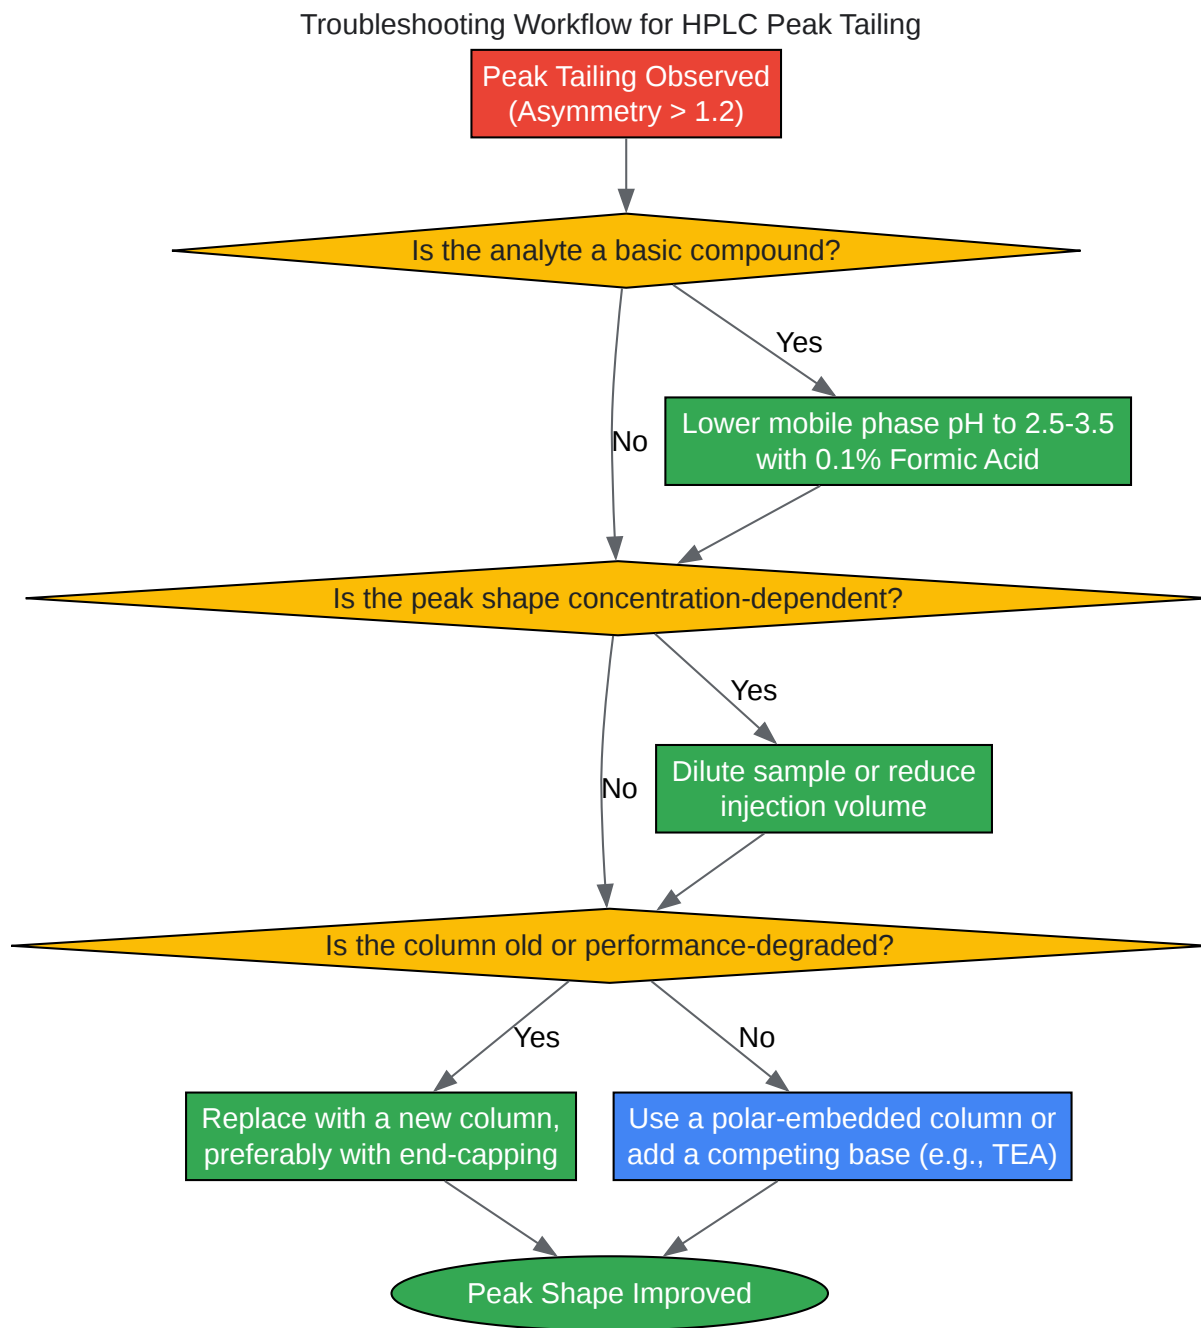 Troubleshooting Workflow for HPLC Peak Tailing
Peak Tailing Observed
(Asymmetry > 1.2)
Is the analyte a basic compound?
Yes
No
Lower mobile phase pH to 2.5-3.5
with 0.1% Formic Acid
Is the peak shape concentration-dependent?
Yes
No
Dilute sample or reduce
injection volume
Is the column old or performance-degraded?
Yes
No
Replace with a new column,
preferably with end-capping
Use a polar-embedded column or
add a competing base (e.g., TEA)
Peak Shape Improved